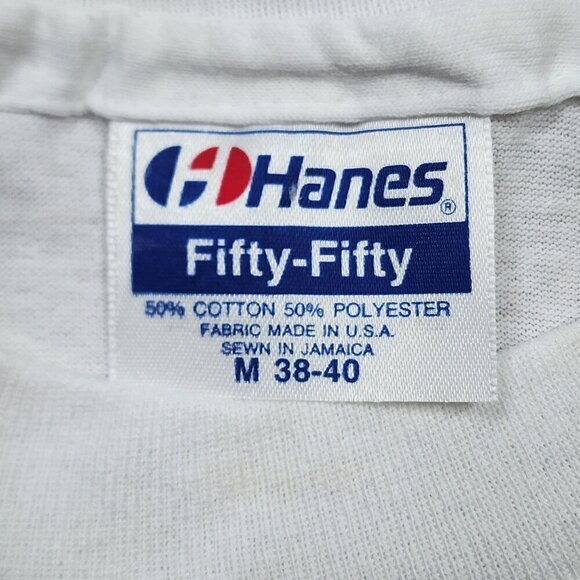 Hanes®
Fifty-Fifty
50% COTTON 50% POLYESTER
FABRIC MADE IN U.S.A.
SEWN IN JAMAICA
M 38-40